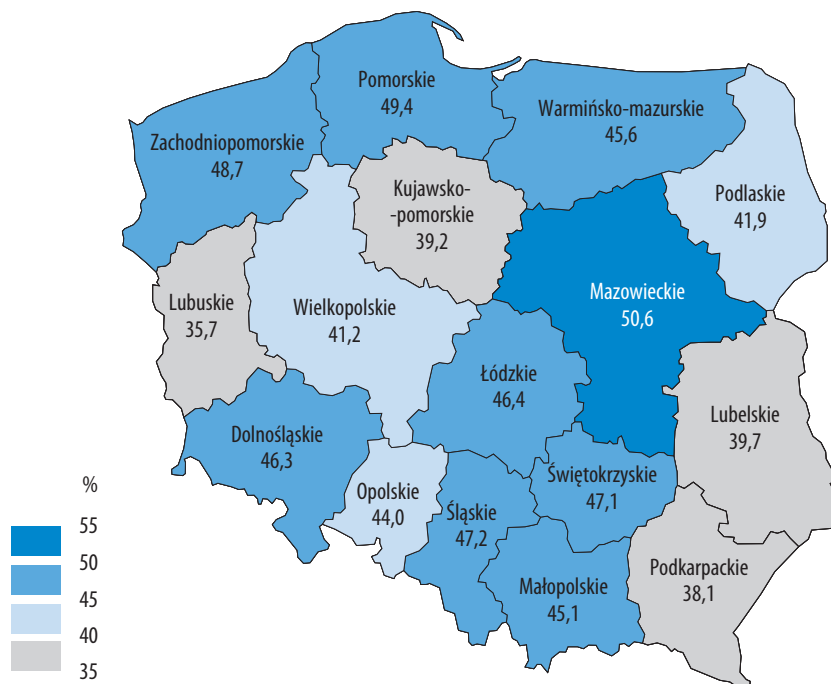 Pomorskie
49,4
Warmińsko-mazurskie
45,6
Zachodniopomorskie
48,7
Kujawsko-
-pomorskie
39,2
Podlaskie
41,9
Mazowieckie
50,6
Lubuskie
35,7
Wielkopolskie
41,2
Łódzkie
46,4
Lubelskie
39,7
Dolnośląskie
46,3
Opolskie
44,0
Śląskie
47,2
Świętokrzyskie
47,1
Podkarpackie
38,1
Małopolskie
45,1
%
55
50
45
40
35